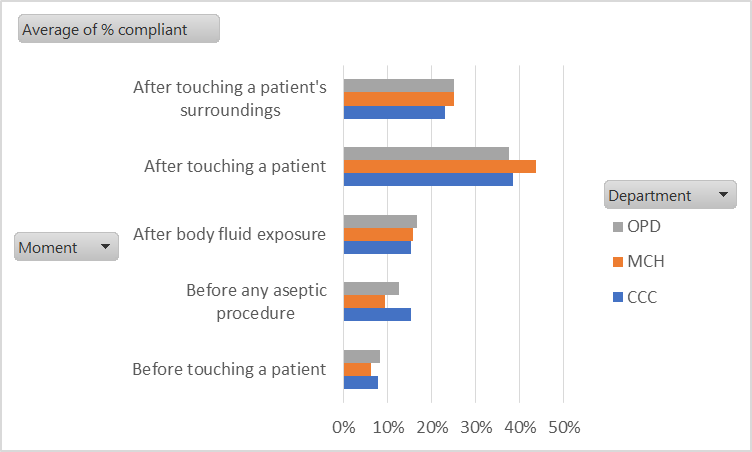 Average of % compliant
After touching a patient's
surroundings
After touching a patient
After body fluid exposure
Before any aseptic
procedure
Before touching a patient
Moment
0% 10% 20% 30% 40% 50%
Department
OPD
MCH
CCC